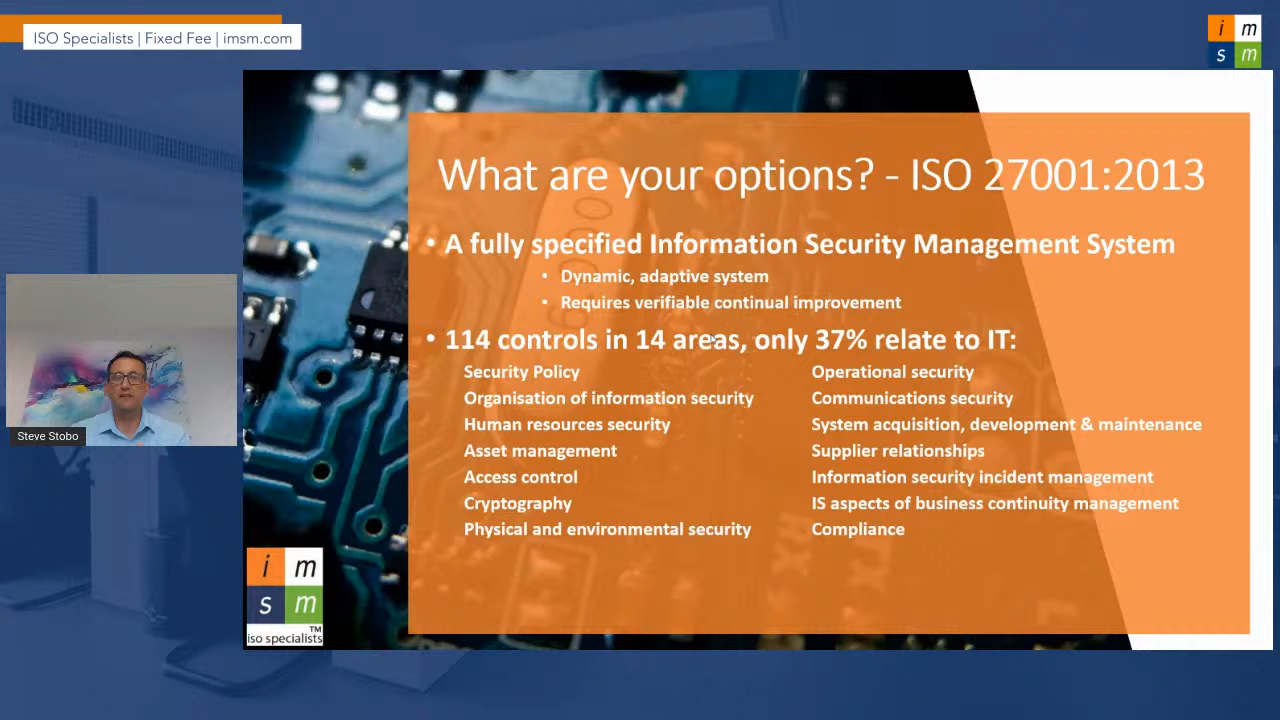 ISO Specialists | Fixed Fee | imsm.com
i m
s m
What are your options? - ISO 27001:2013
• A fully specified Information Security Management System
• Dynamic, adaptive system
• Requires verifiable continual improvement
• 114 controls in 14 areas, only 37% relate to IT:
Security Policy
Organisation of information security
Human resources security
Asset management
Access control
Cryptography
Physical and environmental security
Operational security
Communications security
System acquisition, development & maintenance
Supplier relationships
Information security incident management
IS aspects of business continuity management
Compliance
Steve Stobo
i m
s m
TM
iso specialists